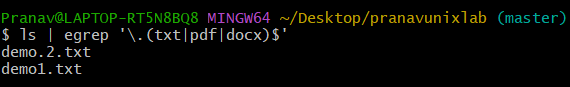 Pranav@LAPTOP-RT5N8BQ8 MINGW64 ~/Desktop/pranavunixlab (master)
$ ls | egrep '\.(txt|pdf|docx)$'
demo.2.txt
demo1.txt